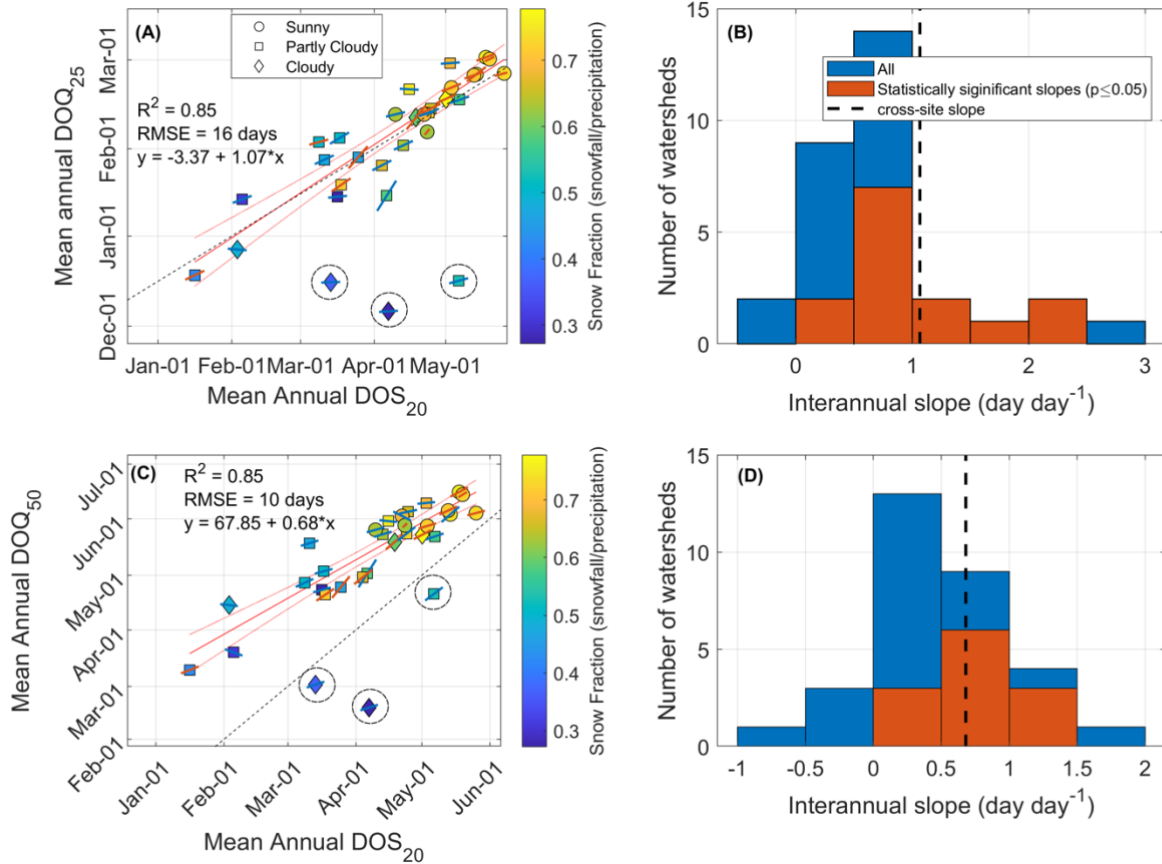 (A)
Sunny
Partly Cloudy
Cloudy
R² = 0.85
RMSE = 16 days
y = -3.37 + 1.07*x
Mean annual DOQ₂₅
Mar-01
Feb-01
Jan-01
Dec-01
Jan-01 Feb-01 Mar-01 Apr-01 May-01
Mean Annual DOS₂₀
0.7
0.6
0.5
0.4
0.3
Snow Fraction (snowfall/precipitation)
(B)
All
Statistically siginificant slopes (p≤0.05)
cross-site slope
Number of watersheds
15
10
5
0
0 1 2 3
Interannual slope (day day⁻¹)
(C)
R² = 0.85
RMSE = 10 days
y = 67.85 + 0.68*x
Mean Annual DOQ₅₀
Jul-01
Jun-01
May-01
Apr-01
Mar-01
Feb-01
Jan-01 Feb-01 Mar-01 Apr-01 May-01 Jun-01
Mean Annual DOS₂₀
0.7
0.6
0.5
0.4
0.3
Snow Fraction (snowfall/precipitation)
(D)
Number of watersheds
15
10
5
0
-1 -0.5 0 0.5 1 1.5 2
Interannual slope (day day⁻¹)